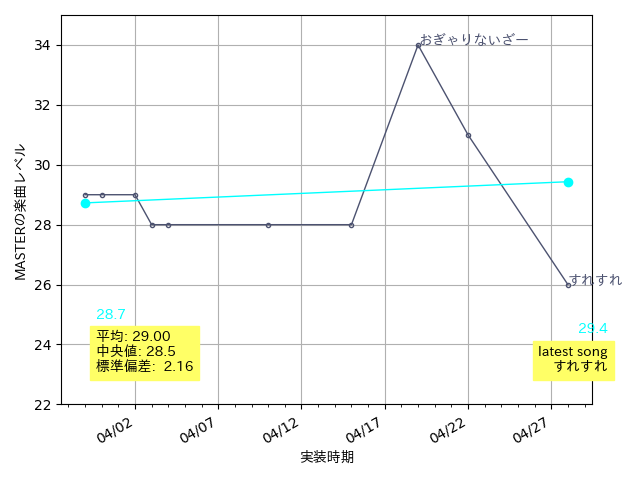 おぎゃりないざー
すれすれ
34
32
30
28
26
24
22
MASTERの楽曲レベル
28.7
平均: 29.00
中央値: 28.5
標準偏差: 2.16
29.4
latest song
すれすれ
04/02
04/07
04/12
04/17
04/22
04/27
実装時期